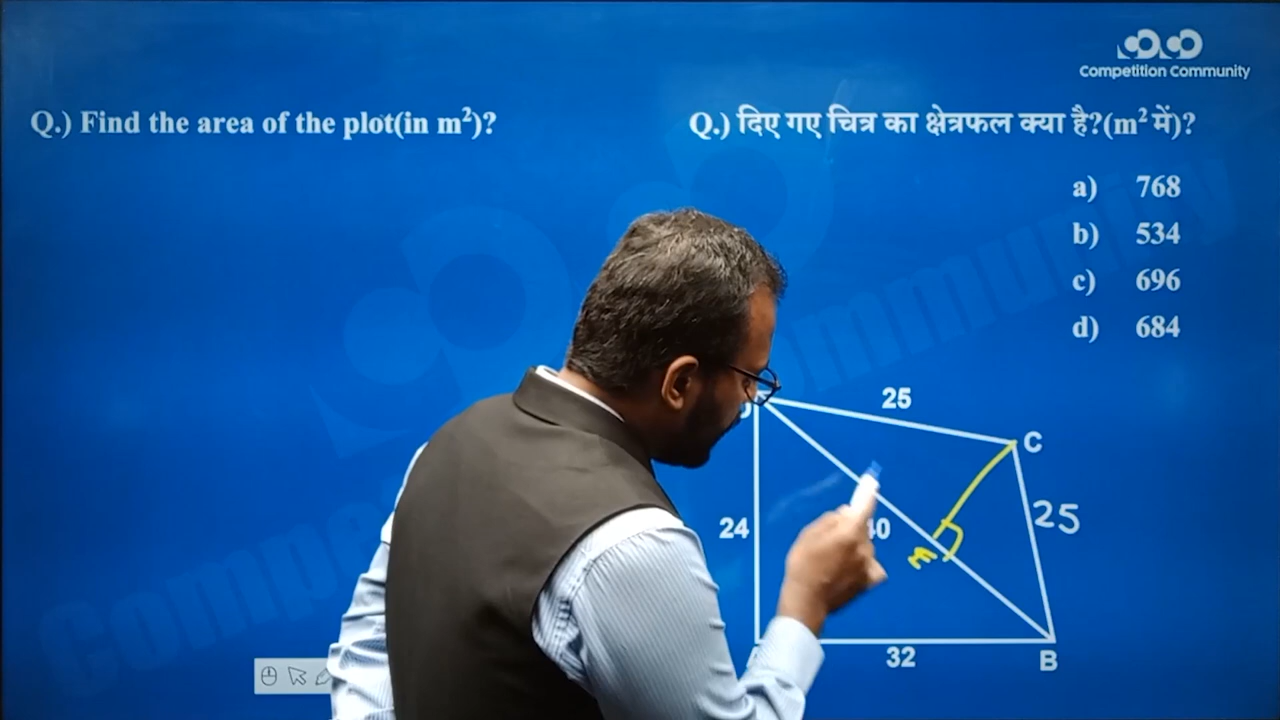 Competition Community
Q.) Find the area of the plot(in m²)?
Q.) दिए गए चित्र का क्षेत्रफल क्या है?(m² में)?
a) 768
b) 534
c) 696
d) 684
25
C
24
40
m
25
32
B